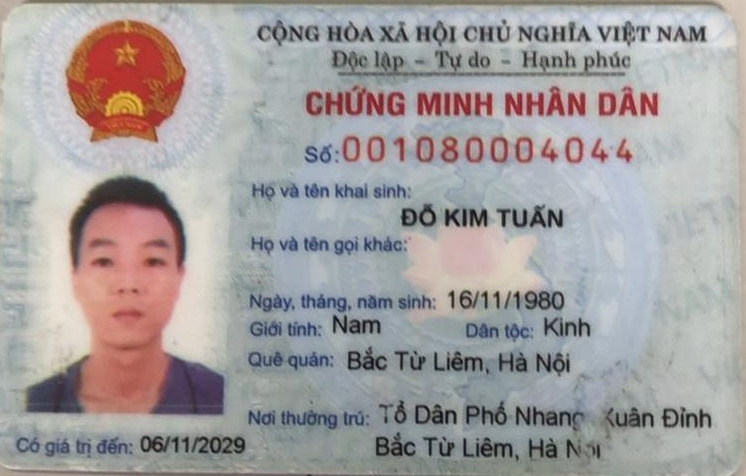 CỘNG HÒA XÃ HỘI CHỦ NGHĨA VIỆT NAM
Độc lập - Tự do - Hạnh phúc
CHỨNG MINH NHÂN DÂN
Số: 001080004044
Họ và tên khai sinh:
ĐỖ KIM TUẤN
Họ và tên gọi khác:
Ngày, tháng, năm sinh: 16/11/1980
Giới tính: Nam Dân tộc: Kinh
Quê quán: Bắc Từ Liêm, Hà Nội
Nơi thường trú: Tổ Dân Phố Nhang Xuân Đỉnh
Bắc Từ Liêm, Hà Nội
Có giá trị đến: 06/11/2029